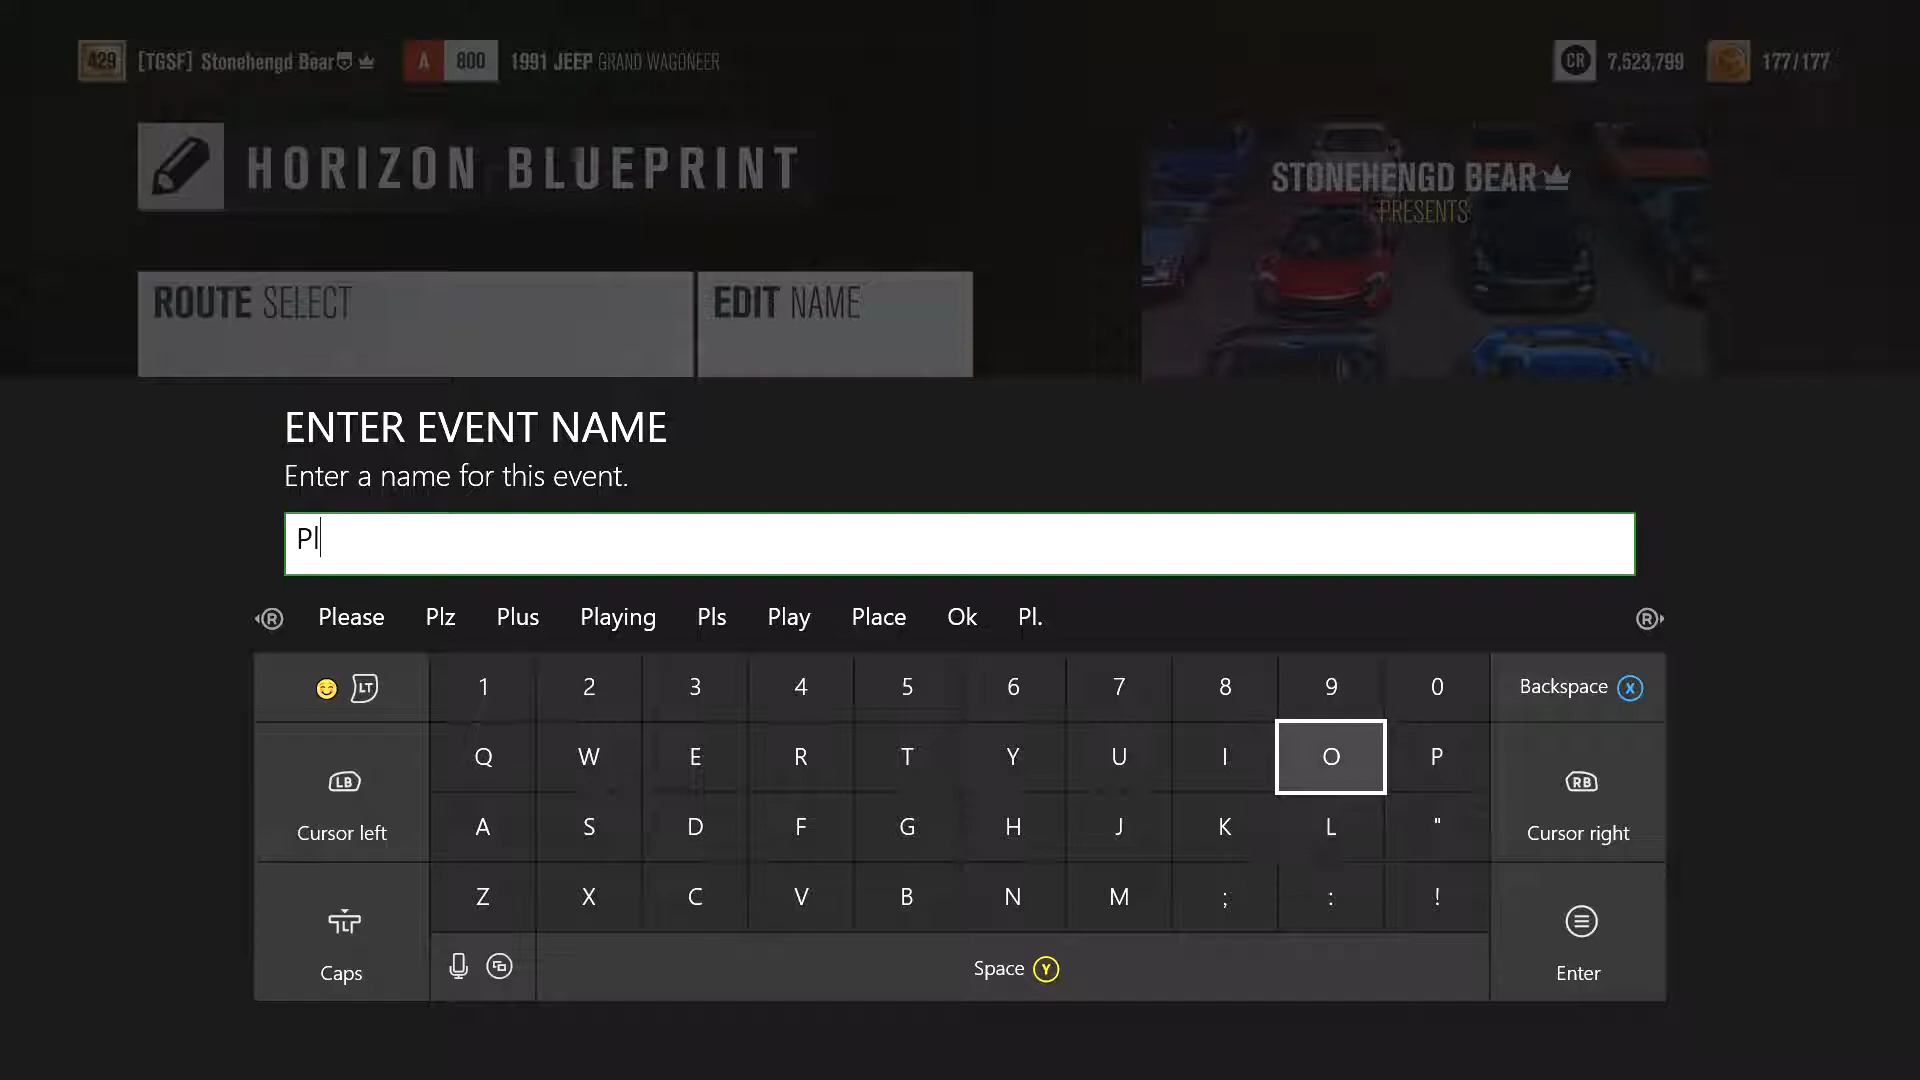 429 [TGSF] Stonehengd Bear A 800 1991 JEEP GRAND WAGONEER CR 7,523,799 177/177
HORIZON BLUEPRINT
STONEHENGD BEAR
PRESENTS
ROUTE SELECT EDIT NAME
ENTER EVENT NAME
Enter a name for this event.
Pl
R Please Plz Plus Playing Pls Play Place Ok Pl. R
LT 1 2 3 4 5 6 7 8 9 0 Backspace X
Q W E R T Y U I O P
LB RB
Cursor left A S D F G H J K L " Cursor right
Z X C V B N M ; : !
LT
Caps Space Y Enter